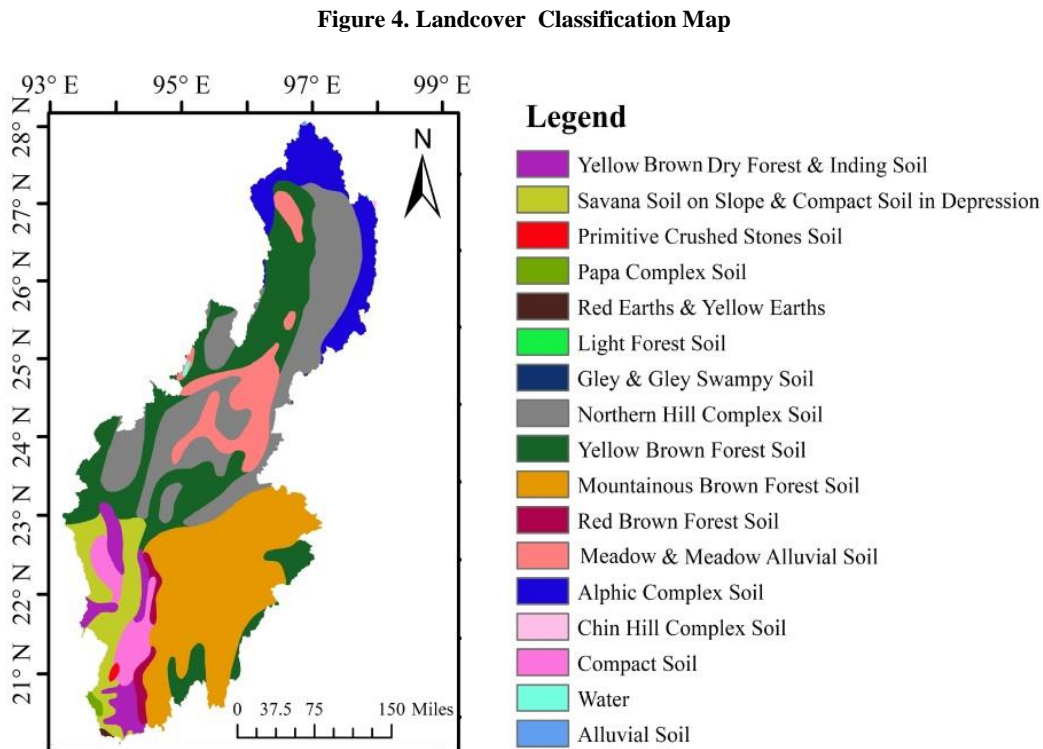 Figure 4. Landcover Classification Map
93° E 95° E 97° E 99° E
28° N
27° N
26° N
25° N
24° N
23° N
22° N
21° N
N
0 37.5 75 150 Miles
Legend
Yellow Brown Dry Forest & Inding Soil
Savana Soil on Slope & Compact Soil in Depression
Primitive Crushed Stones Soil
Papa Complex Soil
Red Earths & Yellow Earths
Light Forest Soil
Gley & Gley Swampy Soil
Northern Hill Complex Soil
Yellow Brown Forest Soil
Mountainous Brown Forest Soil
Red Brown Forest Soil
Meadow & Meadow Alluvial Soil
Alphic Complex Soil
Chin Hill Complex Soil
Compact Soil
Water
Alluvial Soil